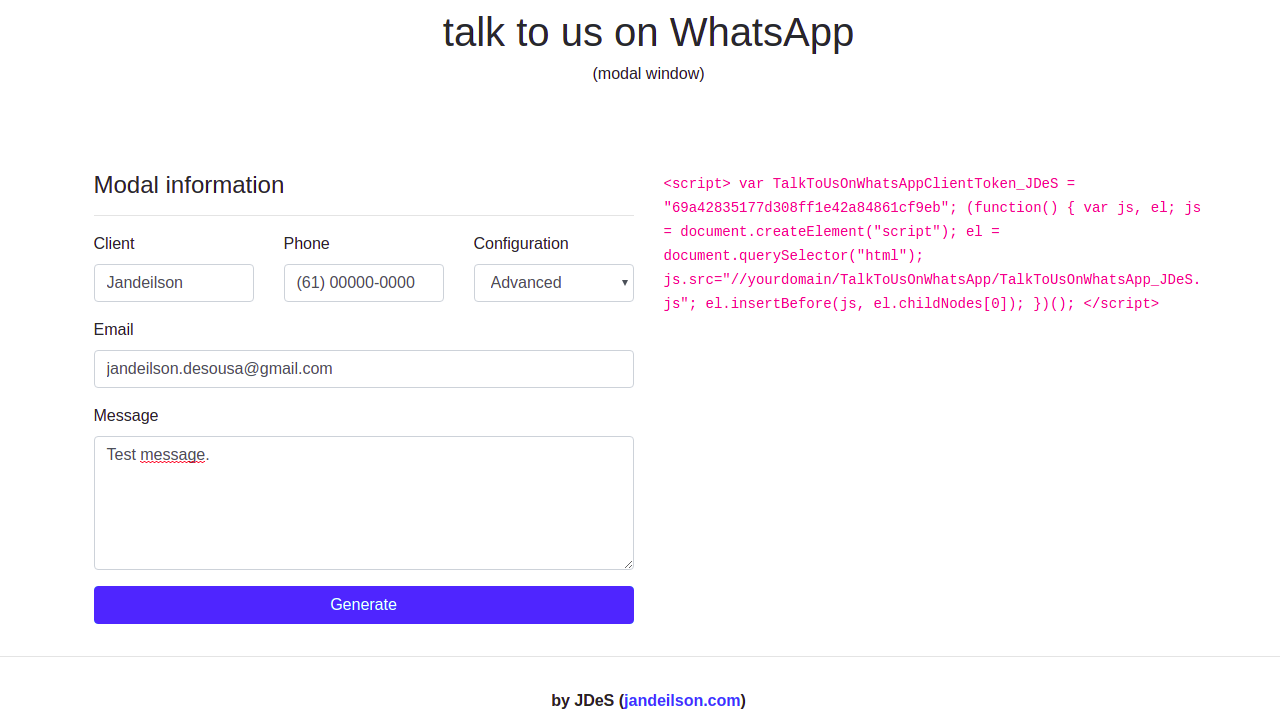 talk to us on WhatsApp
(modal window)
Modal information
Client
Phone
Configuration
Jandeilson
(61) 00000-0000
Advanced
Email
jandeilson.desousa@gmail.com
Message
Test message.
Generate
<script> var TalkToUsOnWhatsAppClientToken_JDeS =
"69a42835177d308ff1e42a84861cf9eb"; (function() { var js, el; js
= document.createElement("script"); el =
document.querySelector("html");
js.src="//yourdomain/TalkToUsOnWhatsApp/TalkToUsOnWhatsApp_JDeS.
js"; el.insertBefore(js, el.childNodes[0]); })(); </script>
by JDeS (jandeilson.com)